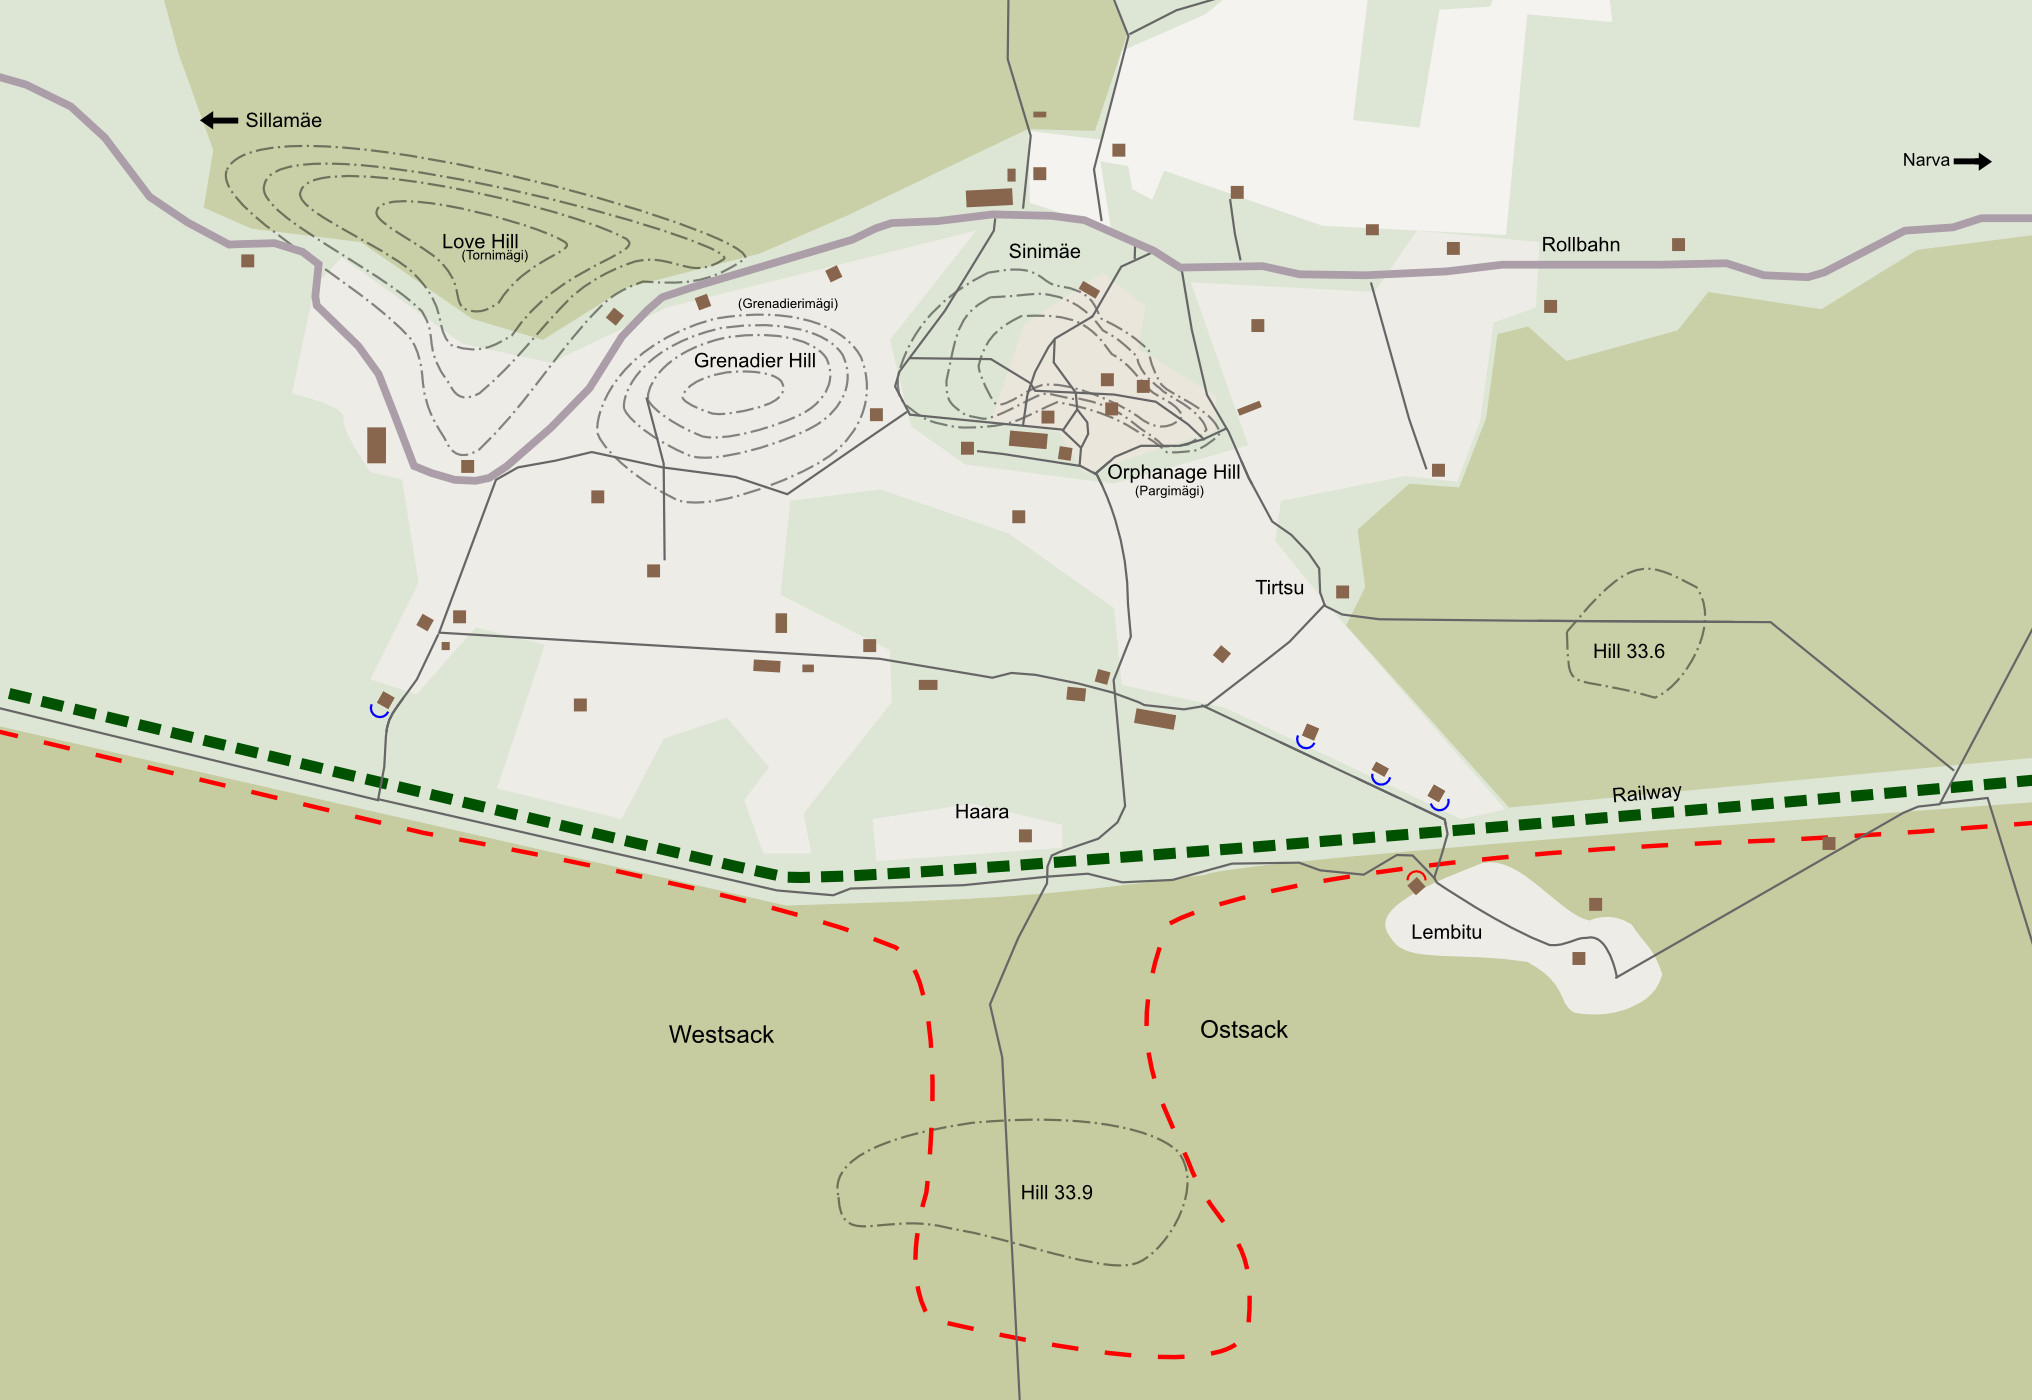 Sillamäe
Narva
Love Hill
(Tornimägi)
Sinimäe
Rollbahn
(Grenadierimägi)
Grenadier Hill
Orphanage Hill
(Pargimägi)
Tirtsu
Hill 33.6
Railway
Haara
Lembitu
Westsack
Ostsack
Hill 33.9